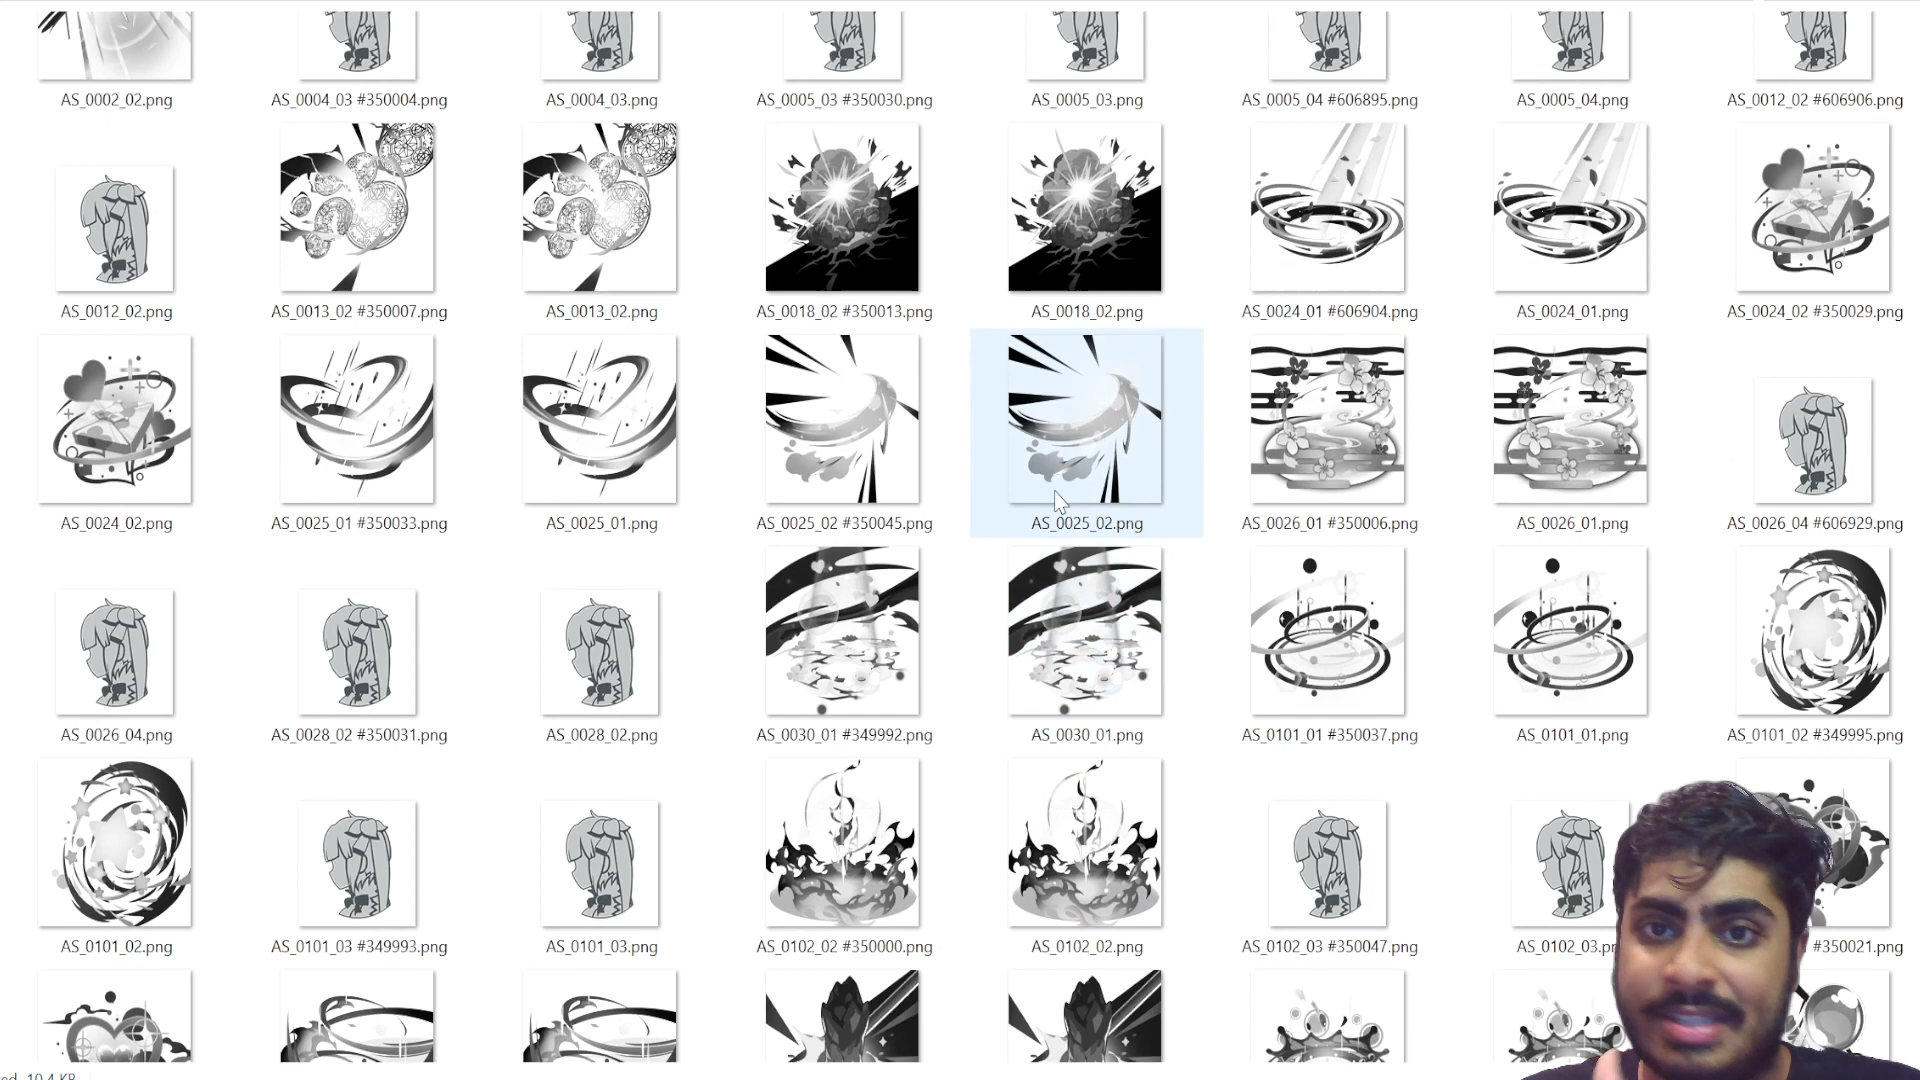 AS_0002_02.png
AS_0004_03 #350004.png
AS_0004_03.png
AS_0005_03 #350030.png
AS_0005_03.png
AS_0005_04 #606895.png
AS_0005_04.png
AS_0012_02 #606906.png
AS_0012_02.png
AS_0013_02 #350007.png
AS_0013_02.png
AS_0018_02 #350013.png
AS_0018_02.png
AS_0024_01 #606904.png
AS_0024_01.png
AS_0024_02 #350029.png
AS_0024_02.png
AS_0025_01 #350033.png
AS_0025_01.png
AS_0025_02 #350045.png
AS_0025_02.png
AS_0026_01 #350006.png
AS_0026_01.png
AS_0026_04 #606929.png
AS_0026_04.png
AS_0028_02 #350031.png
AS_0028_02.png
AS_0030_01 #349992.png
AS_0030_01.png
AS_0101_01 #350037.png
AS_0101_01.png
AS_0101_02 #349995.png
AS_0101_02.png
AS_0101_03 #349993.png
AS_0101_03.png
AS_0102_02 #350000.png
AS_0102_02.png
AS_0102_03 #350047.png
AS_0102_03.pn
#350021.png
10.4 KB